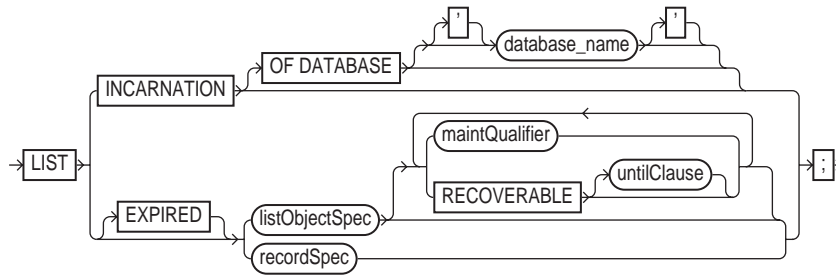 ' database_name '
OF DATABASE
INCARNATION
maintQualifier
LIST ;
untilClause
RECOVERABLE
EXPIRED listObjectSpec
recordSpec